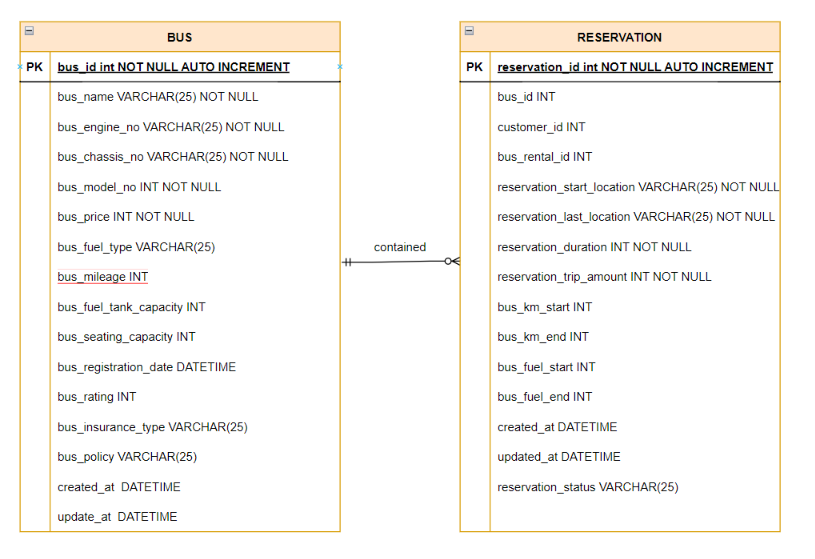 BUS
PK bus_id int NOT NULL AUTO INCREMENT
bus_name VARCHAR(25) NOT NULL
bus_engine_no VARCHAR(25) NOT NULL
bus_chassis_no VARCHAR(25) NOT NULL
bus_model_no INT NOT NULL
bus_price INT NOT NULL
bus_fuel_type VARCHAR(25)
bus_mileage INT
bus_fuel_tank_capacity INT
bus_seating_capacity INT
bus_registration_date DATETIME
bus_rating INT
bus_insurance_type VARCHAR(25)
bus_policy VARCHAR(25)
created_at DATETIME
update_at DATETIME
contained
RESERVATION
PK reservation_id int NOT NULL AUTO INCREMENT
bus_id INT
customer_id INT
bus_rental_id INT
reservation_start_location VARCHAR(25) NOT NULL
reservation_last_location VARCHAR(25) NOT NULL
reservation_duration INT NOT NULL
reservation_trip_amount INT NOT NULL
bus_km_start INT
bus_km_end INT
bus_fuel_start INT
bus_fuel_end INT
created_at DATETIME
updated_at DATETIME
reservation_status VARCHAR(25)